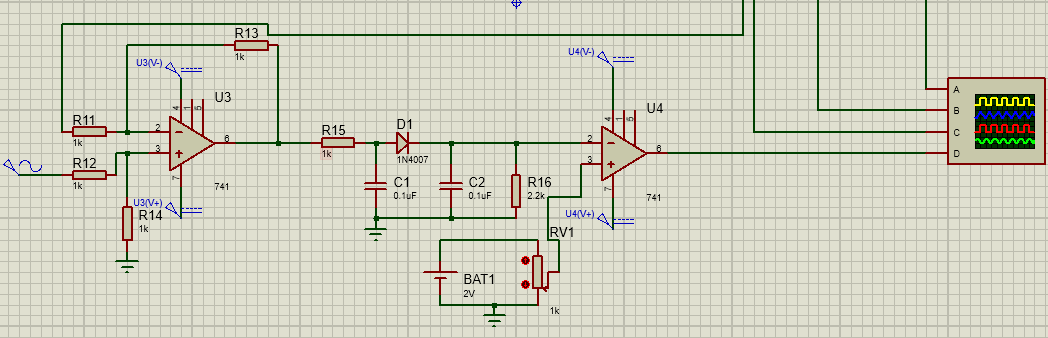 R13
1k
U3(V-)
4
1
5
U3
R11
1k
2
3
6
7
741
R12
1k
U3(V+)
R14
1k
R15
1k
D1
1N4007
C1
0.1uF
C2
0.1uF
R16
2.2k
U4(V-)
4
1
5
U4
2
3
6
7
741
U4(V+)
RV1
1k
BAT1
2V
A
B
C
D